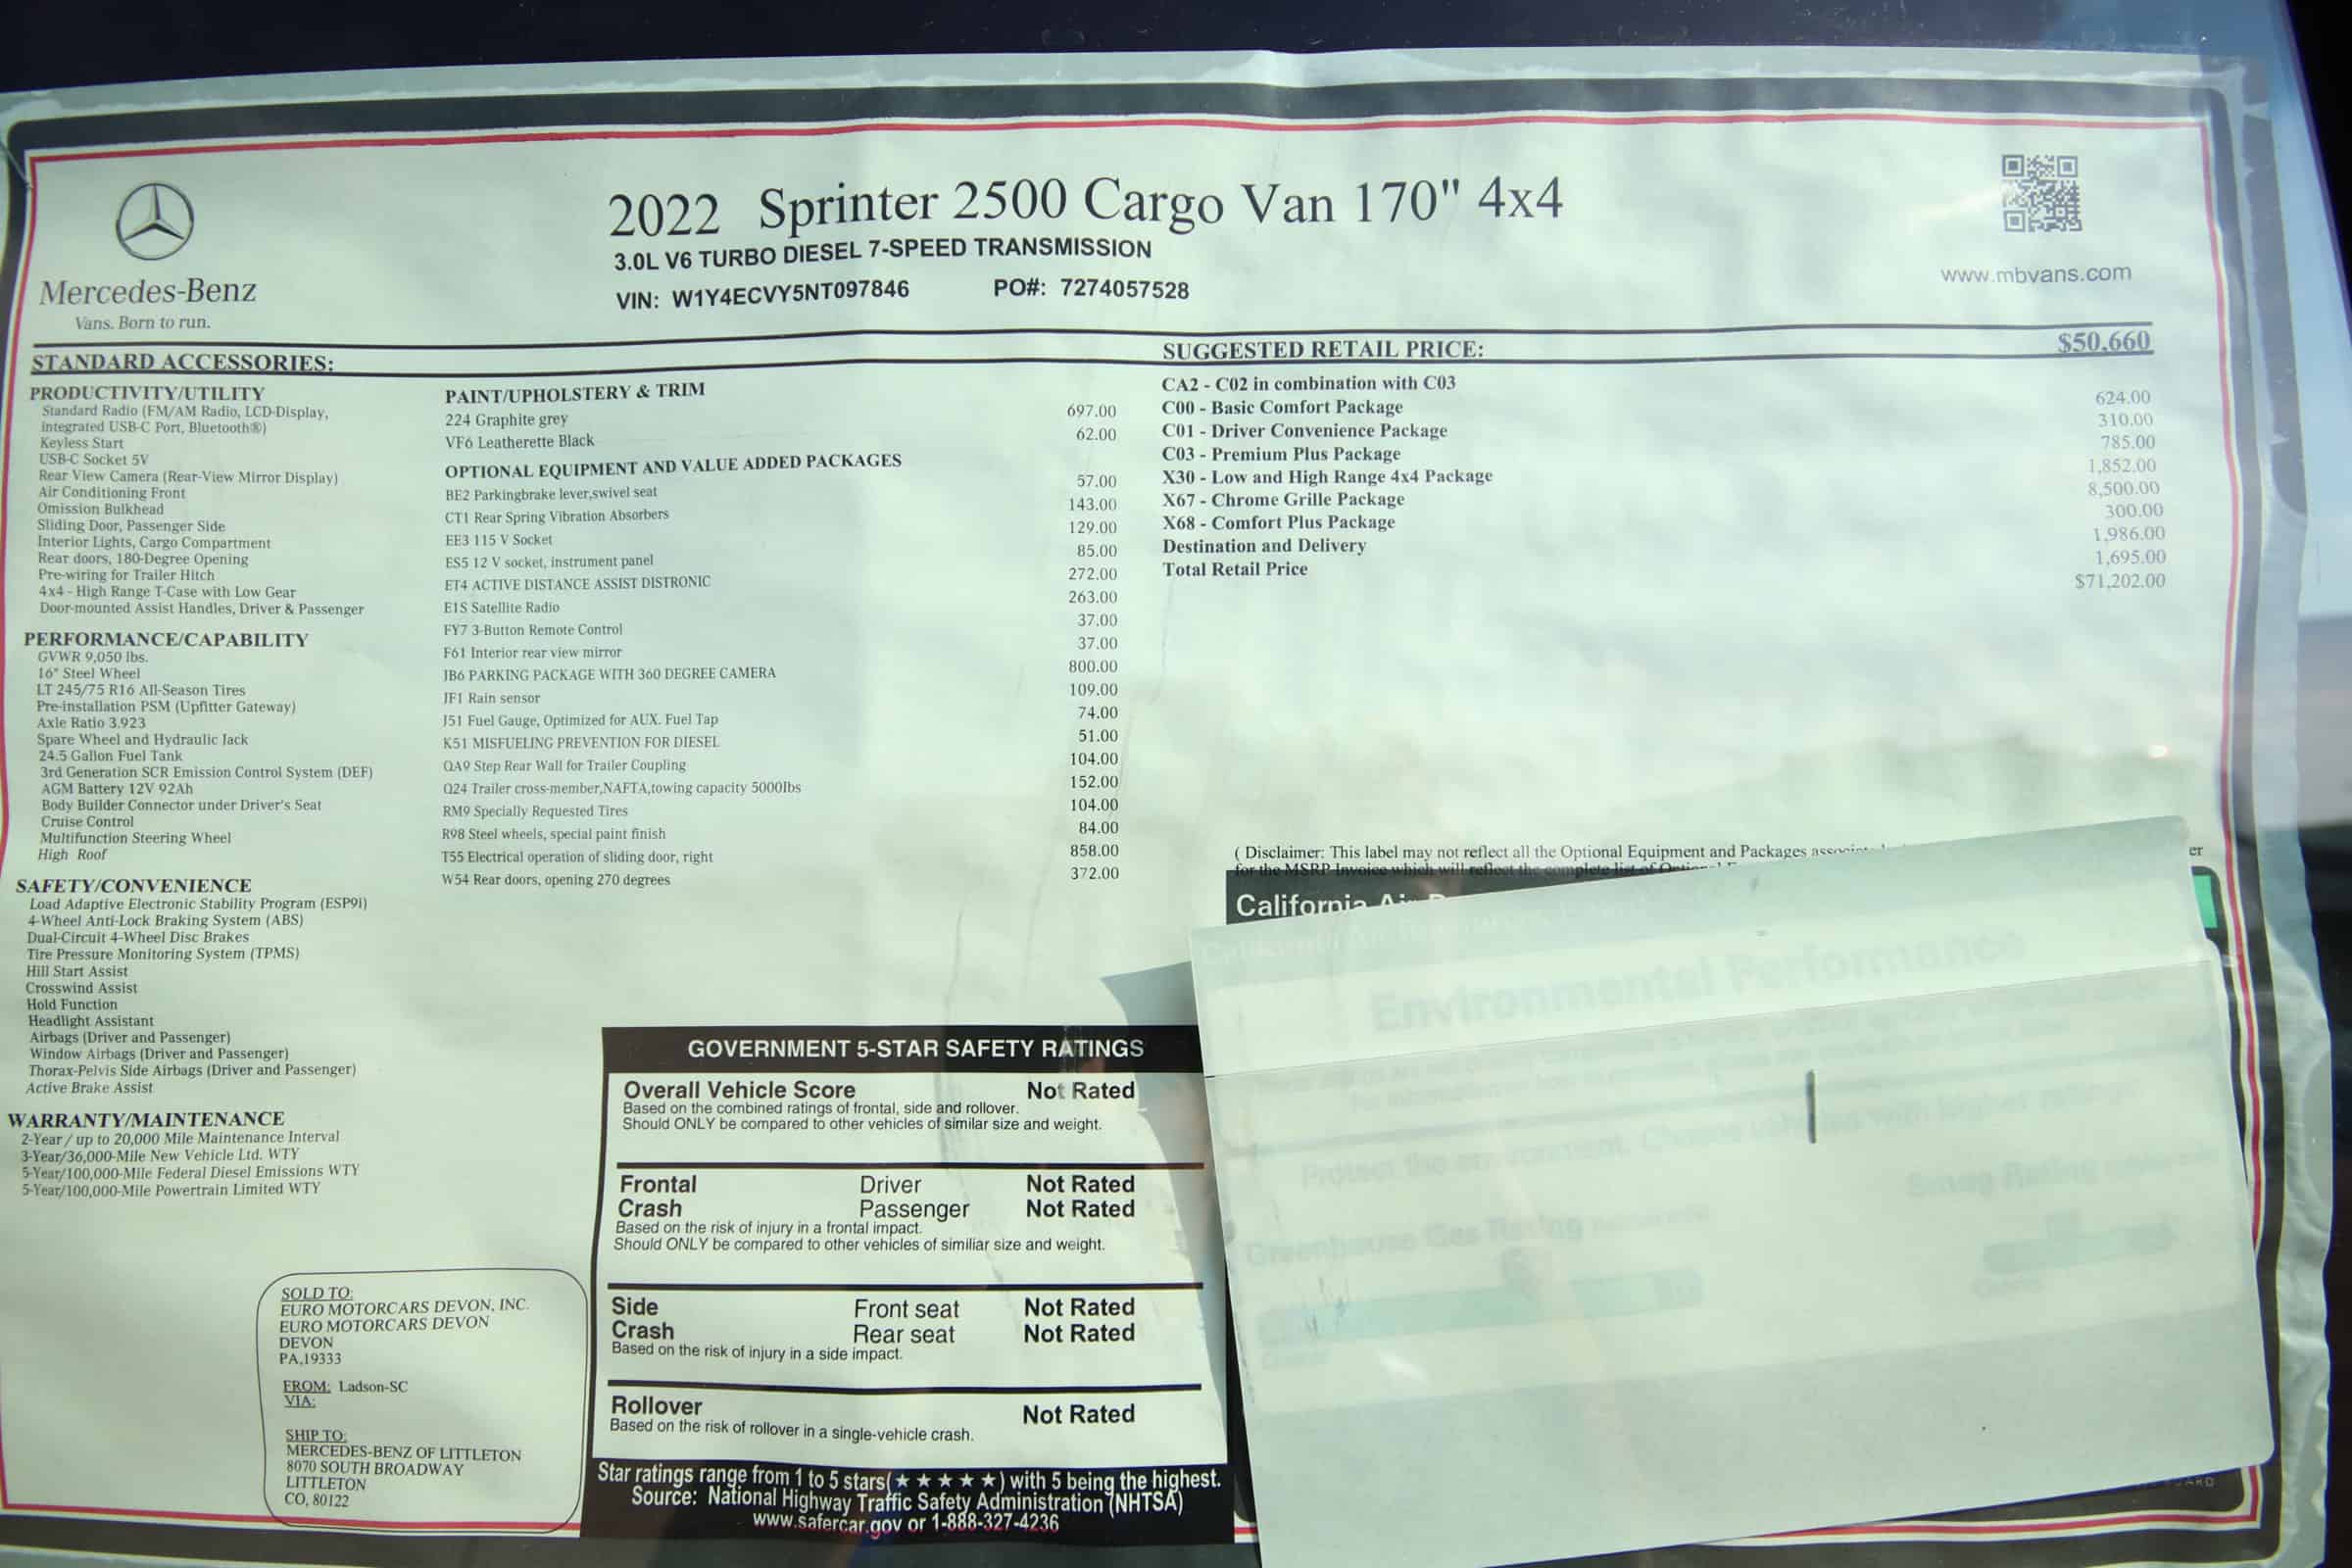 Mercedes-Benz
Vans. Born to run.
2022 Sprinter 2500 Cargo Van 170" 4x4
3.0L V6 TURBO DIESEL 7-SPEED TRANSMISSION
VIN: W1Y4ECVY5NT097846 PO#: 7274057528
www.mbvans.com
STANDARD ACCESSORIES:
PRODUCTIVITY/UTILITY
Standard Radio (FM/AM Radio, LCD-Display,
integrated USB-C Port, Bluetooth®)
Keyless Start
USB-C Socket 5V
Rear View Camera (Rear-View Mirror Display)
Air Conditioning Front
Omission Bulkhead
Sliding Door, Passenger Side
Interior Lights, Cargo Compartment
Rear doors, 180-Degree Opening
Pre-wiring for Trailer Hitch
4x4 - High Range T-Case with Low Gear
Door-mounted Assist Handles, Driver & Passenger
PERFORMANCE/CAPABILITY
GVWR 9,050 lbs.
16" Steel Wheel
LT 245/75 R16 All-Season Tires
Pre-installation PSM (Upfitter Gateway)
Axle Ratio 3.923
Spare Wheel and Hydraulic Jack
24.5 Gallon Fuel Tank
3rd Generation SCR Emission Control System (DEF)
AGM Battery 12V 92Ah
Body Builder Connector under Driver's Seat
Cruise Control
Multifunction Steering Wheel
High Roof
SAFETY/CONVENIENCE
Load Adaptive Electronic Stability Program (ESP9i)
4-Wheel Anti-Lock Braking System (ABS)
Dual-Circuit 4-Wheel Disc Brakes
Tire Pressure Monitoring System (TPMS)
Hill Start Assist
Crosswind Assist
Hold Function
Headlight Assistant
Airbags (Driver and Passenger)
Window Airbags (Driver and Passenger)
Thorax-Pelvis Side Airbags (Driver and Passenger)
Active Brake Assist
WARRANTY/MAINTENANCE
2-Year / up to 20,000 Mile Maintenance Interval
3-Year/36,000-Mile New Vehicle Ltd. WTY
5-Year/100,000-Mile Federal Diesel Emissions WTY
5-Year/100,000-Mile Powertrain Limited WTY
PAINT/UPHOLSTERY & TRIM
224 Graphite grey 697.00
VF6 Leatherette Black 62.00
OPTIONAL EQUIPMENT AND VALUE ADDED PACKAGES
BE2 Parkingbrake lever,swivel seat 57.00
CT1 Rear Spring Vibration Absorbers 143.00
EE3 115 V Socket 129.00
ES5 12 V socket, instrument panel 85.00
ET4 ACTIVE DISTANCE ASSIST DISTRONIC 272.00
E1S Satellite Radio 263.00
FY7 3-Button Remote Control 37.00
F61 Interior rear view mirror 37.00
JB6 PARKING PACKAGE WITH 360 DEGREE CAMERA 800.00
JF1 Rain sensor 109.00
J51 Fuel Gauge, Optimized for AUX. Fuel Tap 74.00
K51 MISFUELING PREVENTION FOR DIESEL 51.00
QA9 Step Rear Wall for Trailer Coupling 104.00
Q24 Trailer cross-member,NAFTA,towing capacity 5000lbs 152.00
RM9 Specially Requested Tires 104.00
R98 Steel wheels, special paint finish 84.00
T55 Electrical operation of sliding door, right 858.00
W54 Rear doors, opening 270 degrees 372.00
SUGGESTED RETAIL PRICE: $50,660
CA2 - C02 in combination with C03 624.00
C00 - Basic Comfort Package 310.00
C01 - Driver Convenience Package 785.00
C03 - Premium Plus Package 1,852.00
X30 - Low and High Range 4x4 Package 8,500.00
X67 - Chrome Grille Package 300.00
X68 - Comfort Plus Package 1,986.00
Destination and Delivery 1,695.00
Total Retail Price $71,202.00
( Disclaimer: This label may not reflect all the Optional Equipment and Packages
for the MSRP Invoice which will reflect the complete list of
California Air
Environmental Performance
Protect the environment. Choose vehicles with higher ratings.
Greenhouse Gas Rating
Smog Rating
SOLD TO:
EURO MOTORCARS DEVON, INC.
EURO MOTORCARS DEVON
DEVON
PA,19333
FROM: Ladson-SC
VIA:
SHIP TO:
MERCEDES-BENZ OF LITTLETON
8070 SOUTH BROADWAY
LITTLETON
CO, 80122
GOVERNMENT 5-STAR SAFETY RATINGS
Overall Vehicle Score Not Rated
Based on the combined ratings of frontal, side and rollover.
Should ONLY be compared to other vehicles of similar size and weight.
Frontal Driver Not Rated
Crash Passenger Not Rated
Based on the risk of injury in a frontal impact.
Should ONLY be compared to other vehicles of similiar size and weight.
Side Front seat Not Rated
Crash Rear seat Not Rated
Based on the risk of injury in a side impact.
Rollover Not Rated
Based on the risk of rollover in a single-vehicle crash.
Star ratings range from 1 to 5 stars(★★★★★) with 5 being the highest.
Source: National Highway Traffic Safety Administration (NHTSA)
www.safercar.gov or 1-888-327-4236